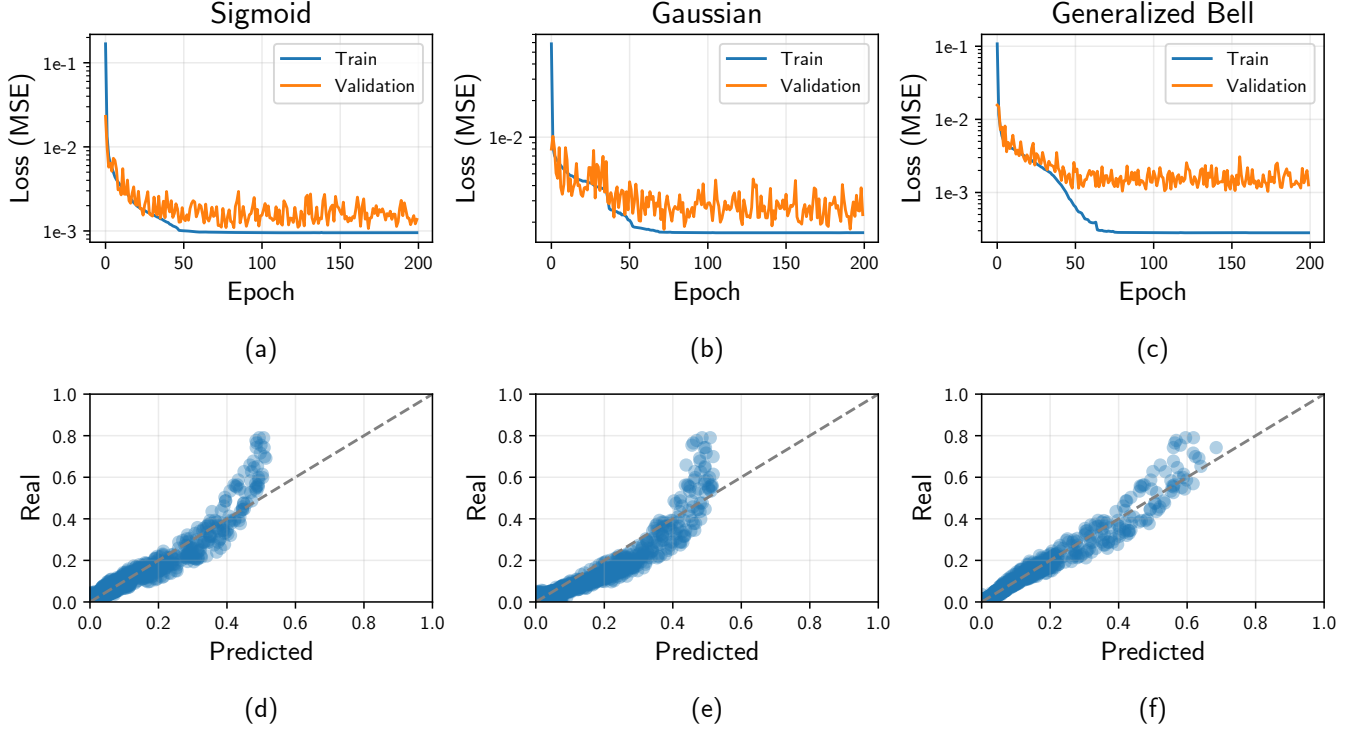 Sigmoid
Gaussian
Generalized Bell
Loss (MSE)
1e-1
1e-2
1e-3
Train
Validation
0 50 100 150 200
Epoch
(a)
Loss (MSE)
1e-2
Train
Validation
0 50 100 150 200
Epoch
(b)
Loss (MSE)
1e-1
1e-2
1e-3
Train
Validation
0 50 100 150 200
Epoch
(c)
Real
1.0
0.8
0.6
0.4
0.2
0.0
0.0 0.2 0.4 0.6 0.8 1.0
Predicted
(d)
Real
1.0
0.8
0.6
0.4
0.2
0.0
0.0 0.2 0.4 0.6 0.8 1.0
Predicted
(e)
Real
1.0
0.8
0.6
0.4
0.2
0.0
0.0 0.2 0.4 0.6 0.8 1.0
Predicted
(f)